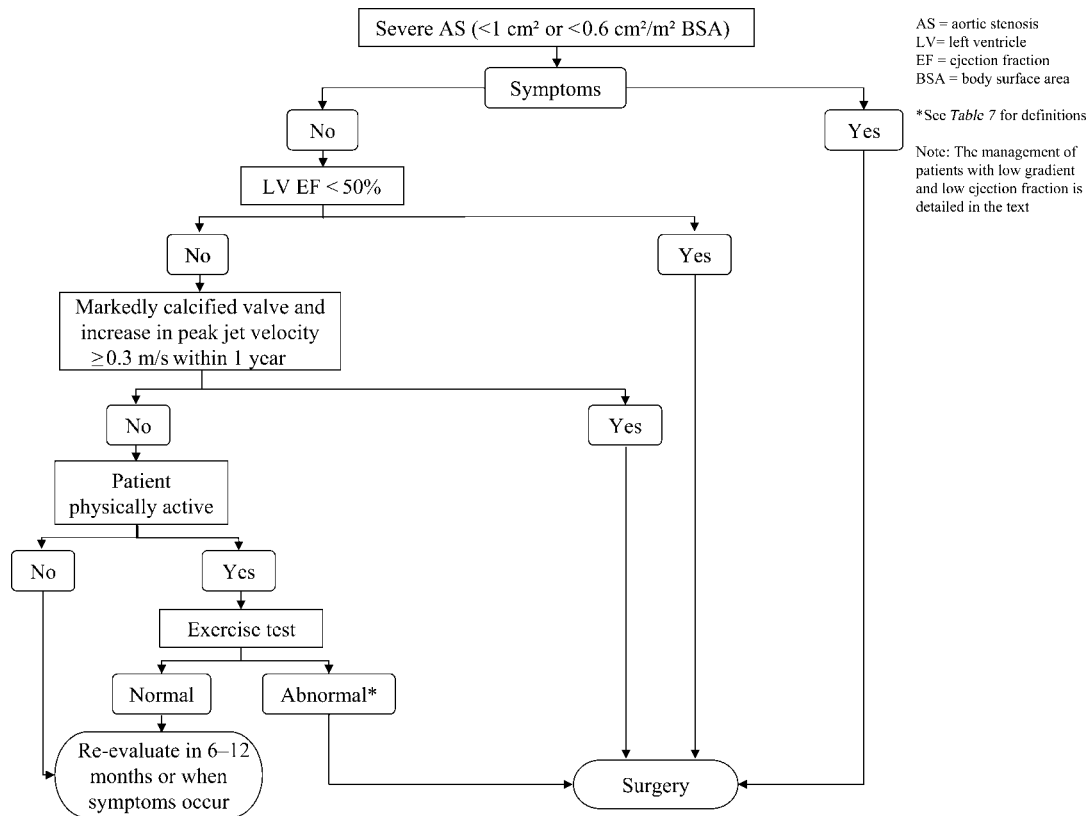 Severe AS (<1 cm² or <0.6 cm²/m² BSA)
AS = aortic stenosis
LV= left ventricle
EF = ejection fraction
BSA = body surface area
*See Table 7 for definitions
Note: The management of
patients with low gradient
and low ejection fraction is
detailed in the text
Symptoms
No
Yes
LV EF < 50%
No
Yes
Markedly calcified valve and
increase in peak jet velocity
≥0.3 m/s within 1 year
No
Yes
Patient
physically active
No
Yes
Exercise test
Normal
Abnormal*
Re-evaluate in 6–12
months or when
symptoms occur
Surgery